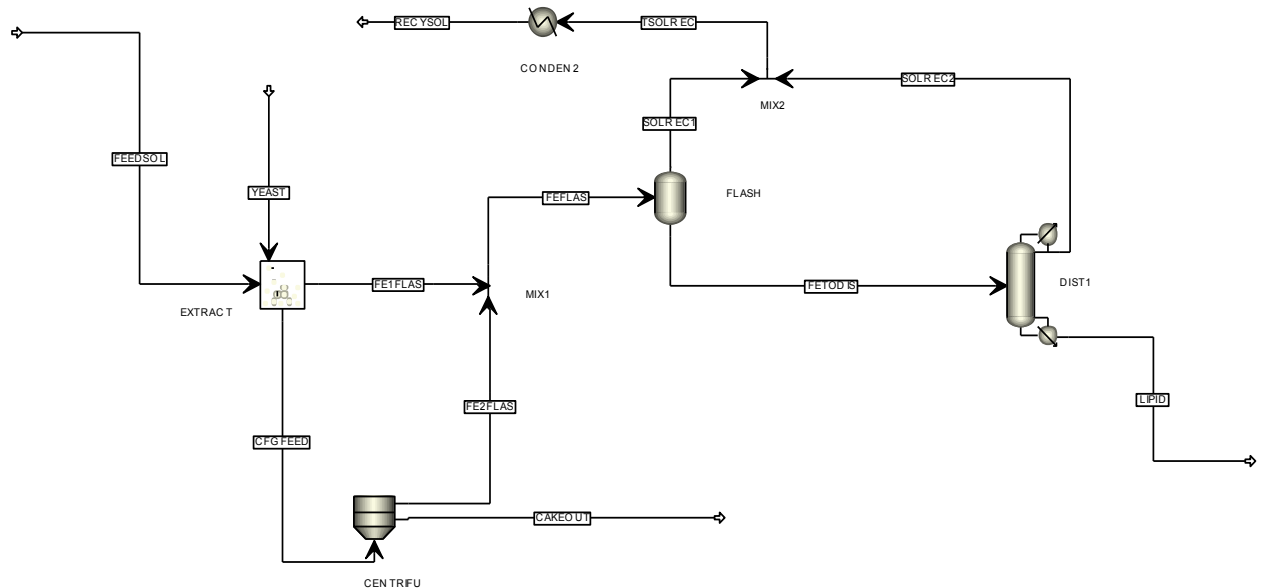 RECYSOL
TSOLREC
CONDEN2
SOLREC2
MIX2
SOLREC1
FEEDSOL
YEAST
FEFLAS
FLASH
FE1FLAS
FETODIS
DIST1
MIX1
EXTRACT
LIPID
FE2FLAS
CFGFEED
CAKEOUT
CENTRIFU